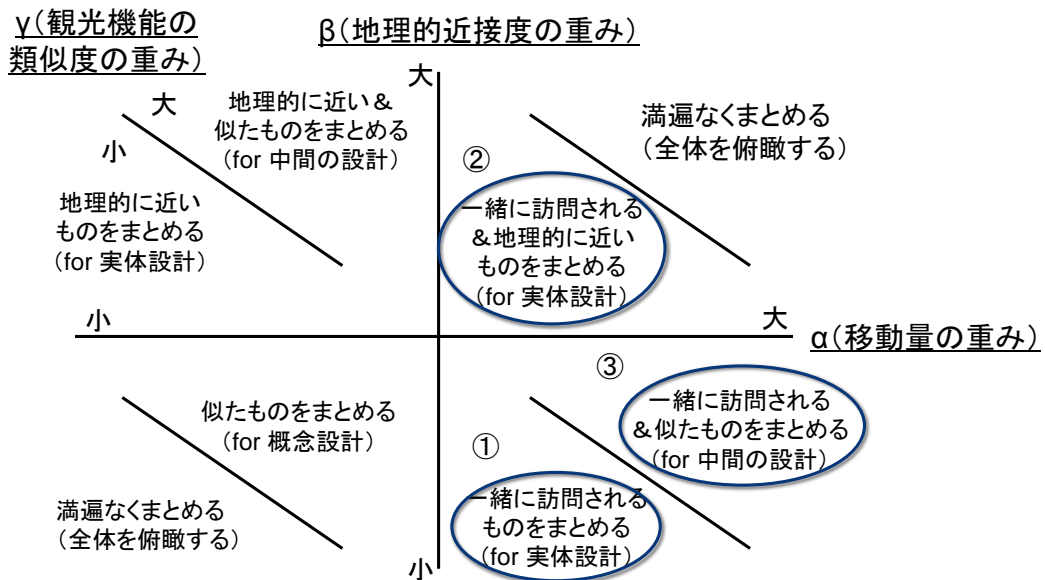 γ(観光機能の
類似度の重み)
β(地理的近接度の重み)
大
大
小
地理的に近い＆
似たものをまとめる
(for 中間の設計)
満遍なくまとめる
(全体を俯瞰する)
地理的に近い
ものをまとめる
(for 実体設計)
②
一緒に訪問される
＆地理的に近い
ものをまとめる
(for 実体設計)
小
大
α(移動量の重み)
③
一緒に訪問される
＆似たものをまとめる
(for 中間の設計)
似たものをまとめる
(for 概念設計)
①
一緒に訪問される
ものをまとめる
(for 実体設計)
満遍なくまとめる
(全体を俯瞰する)
小